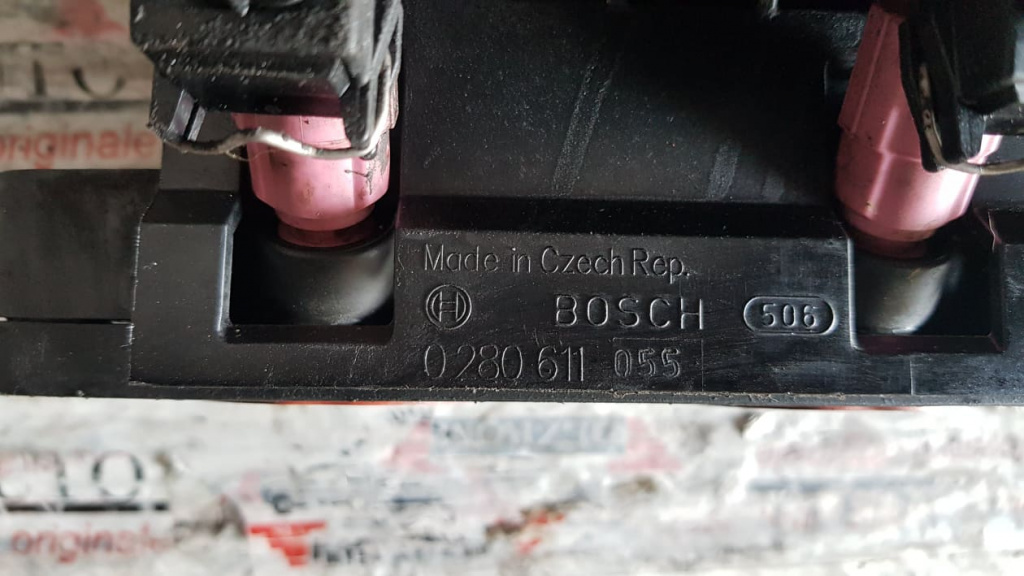 Made in Czech Rep.
BOSCH 506
0 280 611 055
originale
originale